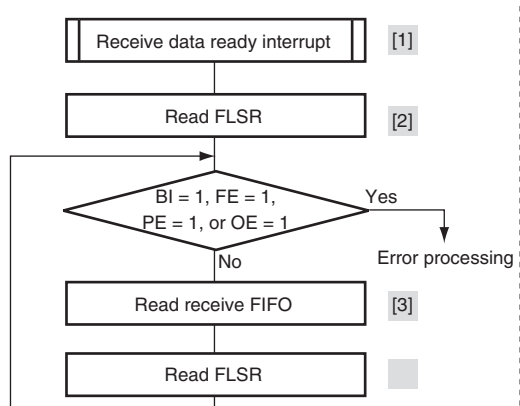 Receive data ready interrupt
[1]
Read FLSR
[2]
BI = 1, FE = 1,
PE = 1, or OE = 1
Yes
Error processing
No
Read receive FIFO
[3]
Read FLSR